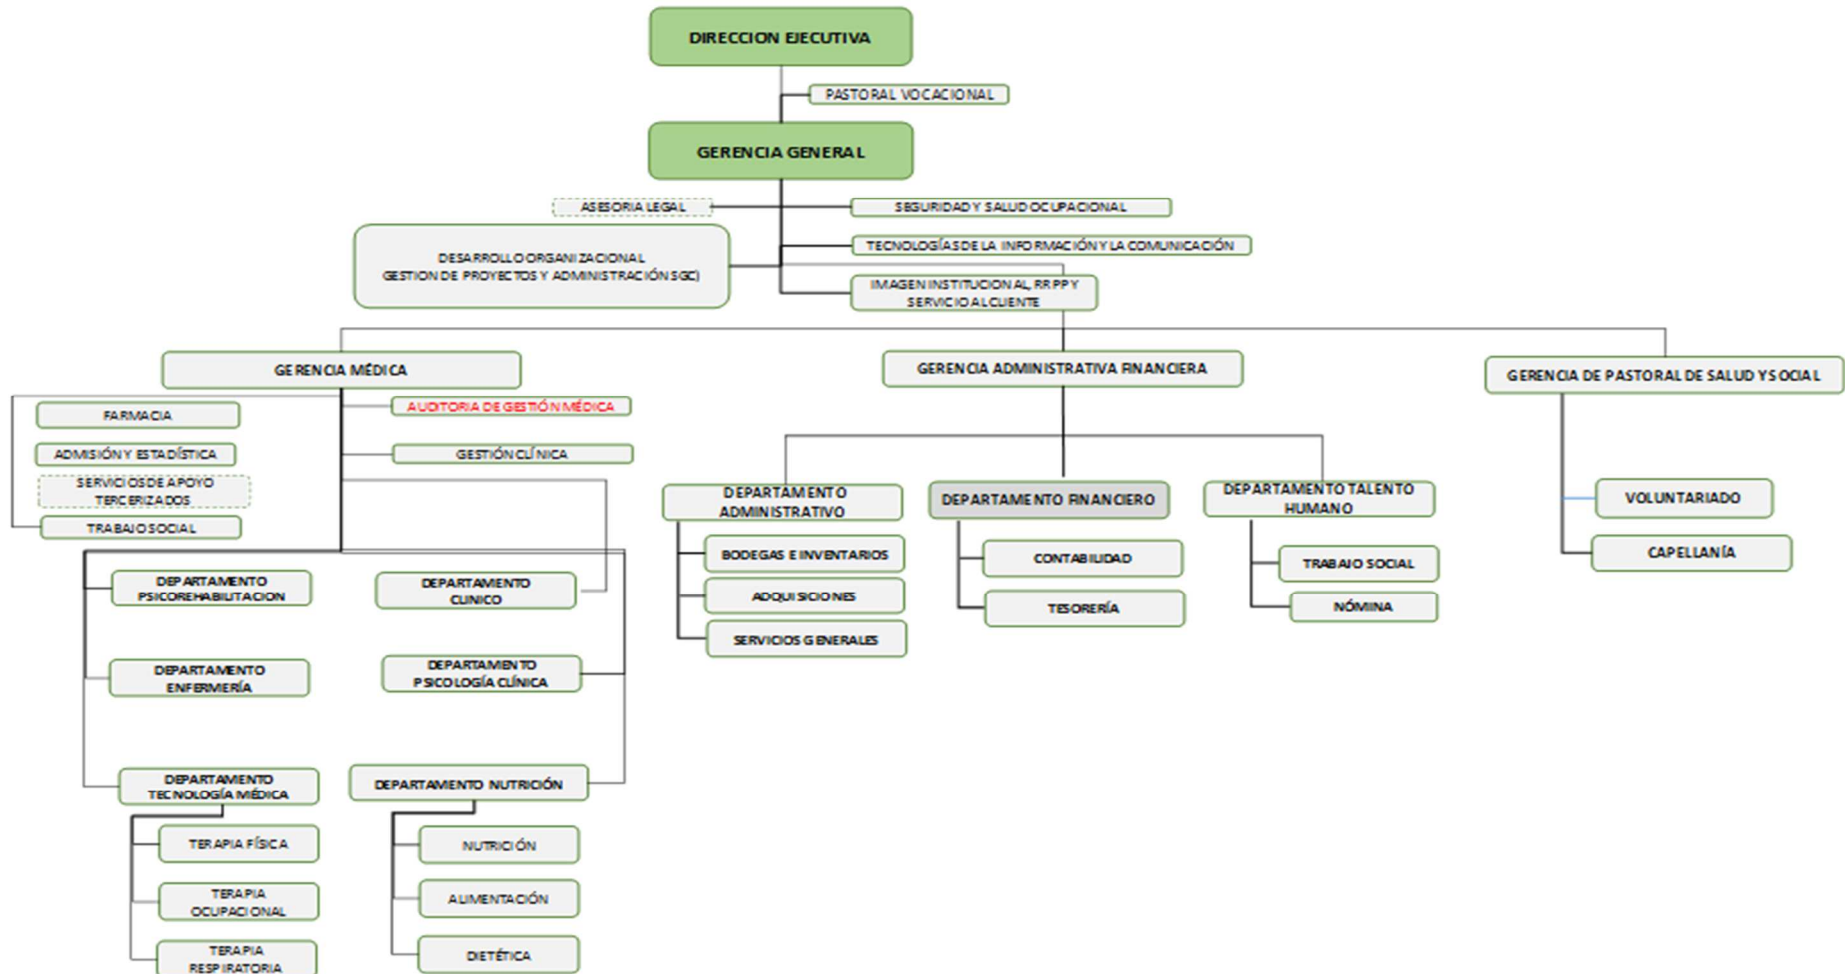 DIRECCION EJECUTIVA
PASTORAL VOCACIONAL
GERENCIA GENERAL
ASESORIA LEGAL
SEGURIDAD Y SALUD OCUPACIONAL
DESARROLLO ORGANIZACIONAL
GESTION DE PROYECTOS Y ADMINISTRACIÓN SGC)
TECNOLOGÍAS DE LA INFORMACIÓN Y LA COMUNICACIÓN
IMAGEN INSTITUCIONAL, RRPP Y
SERVICIO AL CLIENTE
GERENCIA MÉDICA
GERENCIA ADMINISTRATIVA FINANCIERA
GERENCIA DE PASTORAL DE SALUD Y SOCIAL
FARMACIA
AUDITORIA DE GESTIÓN MÉDICA
ADMISIÓN Y ESTADÍSTICA
GESTIÓN CLÍNICA
SERVICIOS DE APOYO
TERCERIZADOS
TRABAJO SOCIAL
DEPARTAMENTO
ADMINISTRATIVO
DEPARTAMENTO FINANCIERO
DEPARTAMENTO TALENTO
HUMANO
VOLUNTARIADO
BODEGAS E INVENTARIOS
CONTABILIDAD
TRABAJO SOCIAL
CAPELLANÍA
ADQUISICIONES
TESORERÍA
NÓMINA
SERVICIOS GENERALES
DEPARTAMENTO
PSICOREHABILITACION
DEPARTAMENTO
CLINICO
DEPARTAMENTO
ENFERMERÍA
DEPARTAMENTO
PSICOLOGÍA CLÍNICA
DEPARTAMENTO
TECNOLOGÍA MÉDICA
DEPARTAMENTO NUTRICIÓN
TERAPIA FÍSICA
NUTRICIÓN
TERAPIA
OCUPACIONAL
ALIMENTACIÓN
TERAPIA
RESPIRATORIA
DIETÉTICA